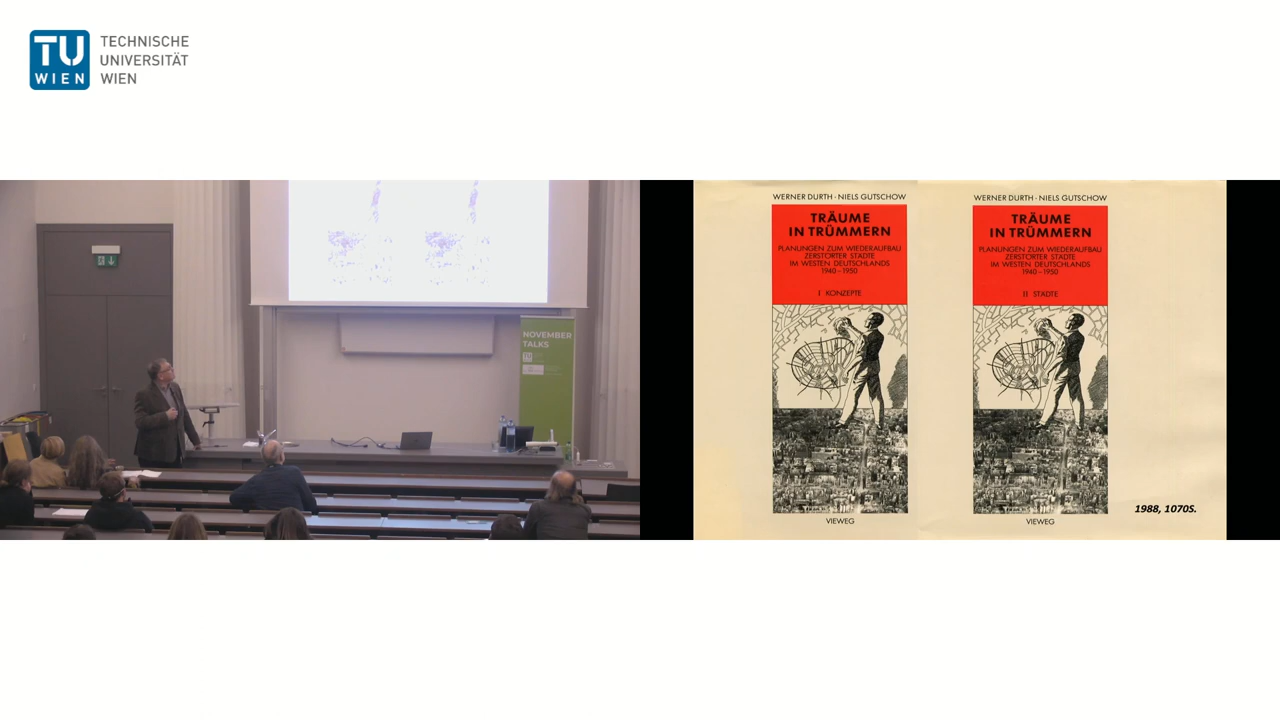 TU
WIEN
TECHNISCHE
UNIVERSITÄT
WIEN
NOVEMBER
TALKS
TU
WERNER DURTH · NIELS GUTSCHOW
TRÄUME
IN TRÜMMERN
PLANUNGEN ZUM WIEDERAUFBAU
ZERSTÖRTER STÄDTE
IM WESTEN DEUTSCHLANDS
1940–1950
I KONZEPTE
VIEWEG
WERNER DURTH · NIELS GUTSCHOW
TRÄUME
IN TRÜMMERN
PLANUNGEN ZUM WIEDERAUFBAU
ZERSTÖRTER STÄDTE
IM WESTEN DEUTSCHLANDS
1940–1950
II STÄDTE
VIEWEG
1988, 1070S.